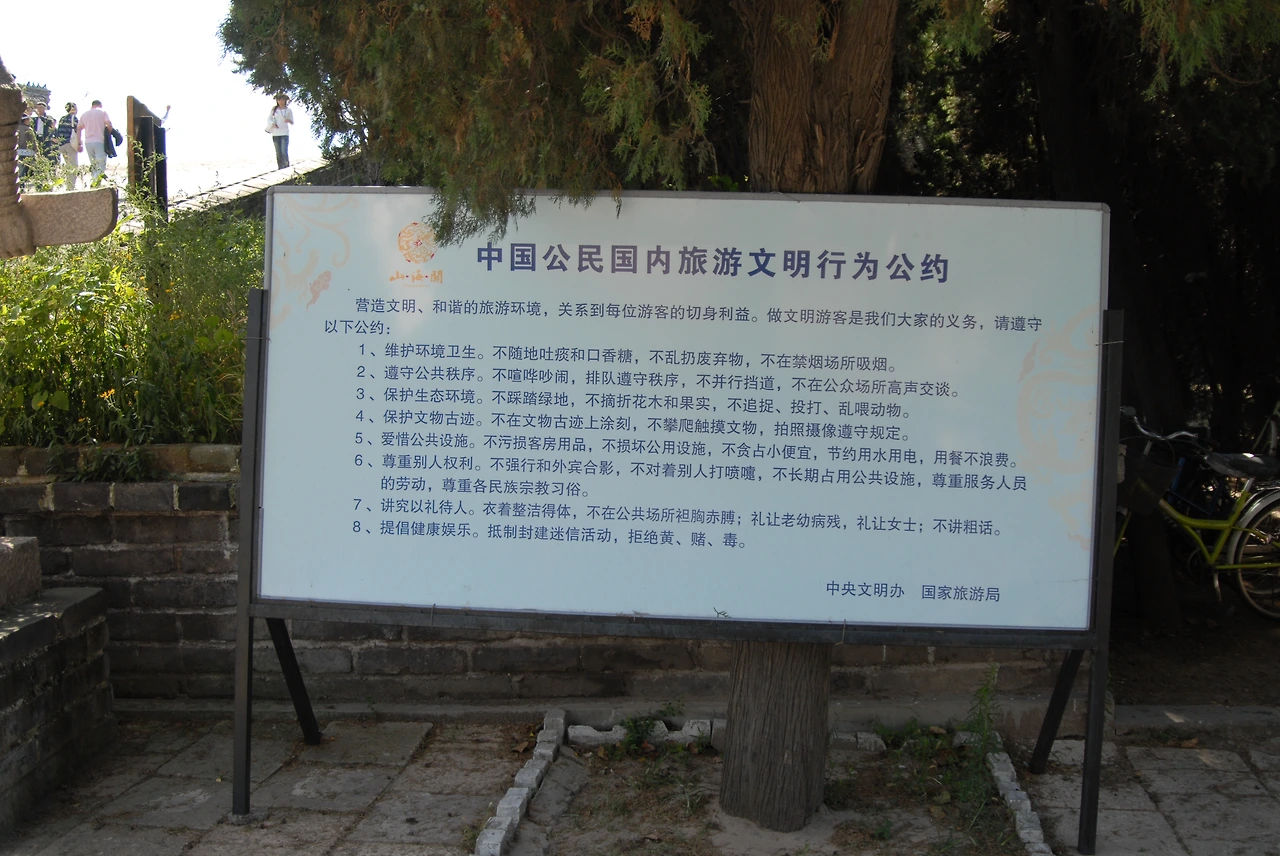 山·海·關
中国公民国内旅游文明行为公约
营造文明、和谐的旅游环境，关系到每位游客的切身利益。做文明游客是我们大家的义务，请遵守
以下公约：
1、维护环境卫生。不随地吐痰和口香糖，不乱扔废弃物，不在禁烟场所吸烟。
2、遵守公共秩序。不喧哗吵闹，排队遵守秩序，不并行挡道，不在公众场所高声交谈。
3、保护生态环境。不踩踏绿地，不摘折花木和果实，不追捉、投打、乱喂动物。
4、保护文物古迹。不在文物古迹上涂刻，不攀爬触摸文物，拍照摄像遵守规定。
5、爱惜公共设施。不污损客房用品，不损坏公用设施，不贪占小便宜，节约用水用电，用餐不浪费。
6、尊重别人权利。不强行和外宾合影，不对着别人打喷嚏，不长期占用公共设施，尊重服务人员
的劳动，尊重各民族宗教习俗。
7、讲究以礼待人。衣着整洁得体，不在公共场所袒胸赤膊；礼让老幼病残，礼让女士；不讲粗话。
8、提倡健康娱乐。抵制封建迷信活动，拒绝黄、赌、毒。
中央文明办 国家旅游局